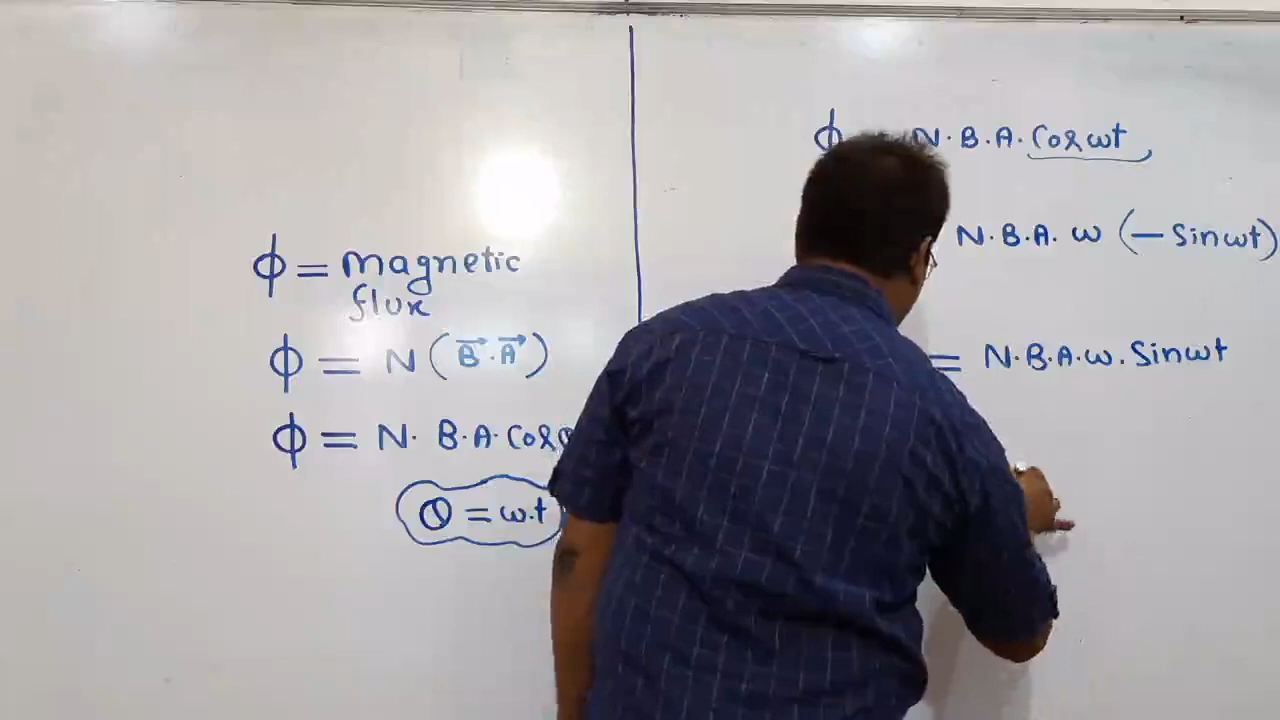 ϕ = magnetic
flux
ϕ = N (B⃗·A⃗)
ϕ = N· B·A· Cosθ
θ = ω.t
ϕ N·B·A· Cosωt
N·B·A· ω (− Sinωt)
= N·B·A·ω. Sinωt